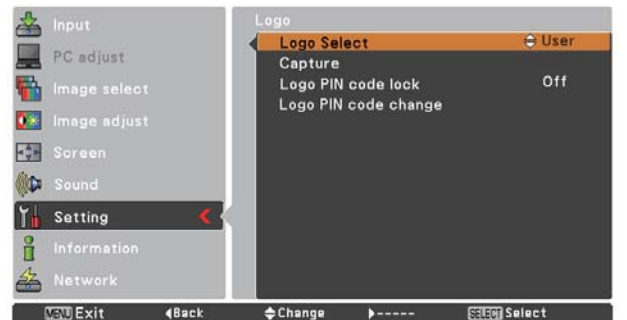 Input
PC adjust
Image select
Image adjust
Screen
Sound
Setting
Information
Network
Logo
Logo Select User
Capture
Logo PIN code lock Off
Logo PIN code change
MENU Exit Back Change ----- SELECT Select